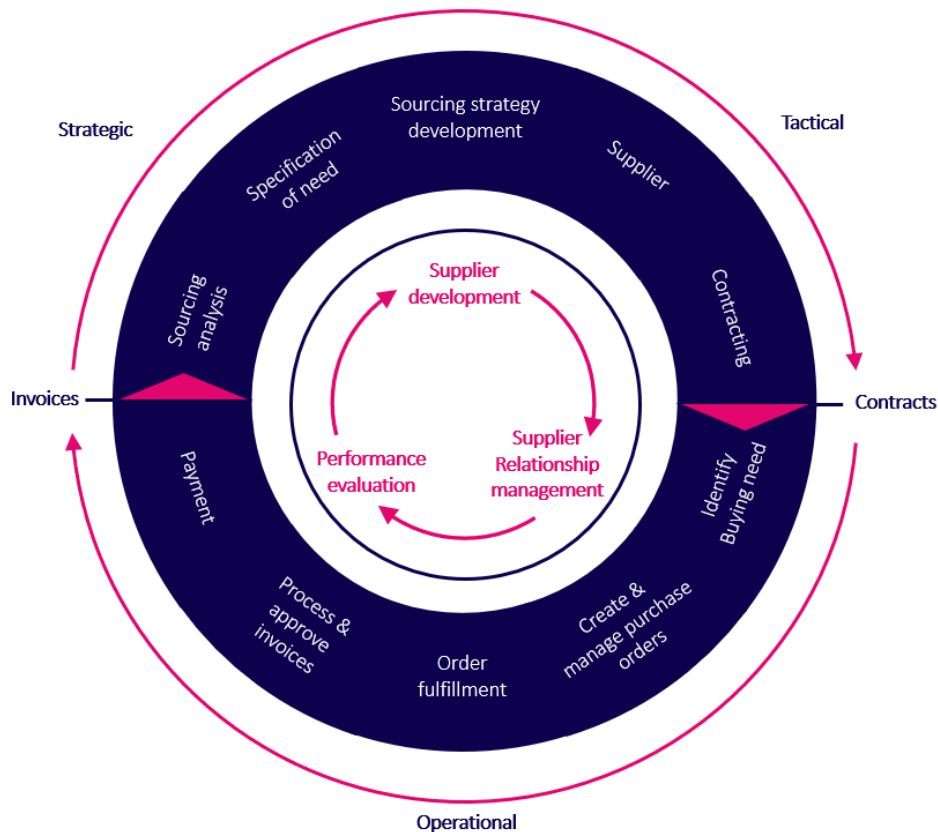 Strategic
Tactical
Sourcing strategy
development
Specification
of need
Supplier
Sourcing
analysis
Contracting
Supplier
development
Invoices
Contracts
Performance
evaluation
Supplier
Relationship
management
Payment
Identify
Buying need
Process &
approve
invoices
Create &
manage purchase
orders
Order
fulfillment
Operational